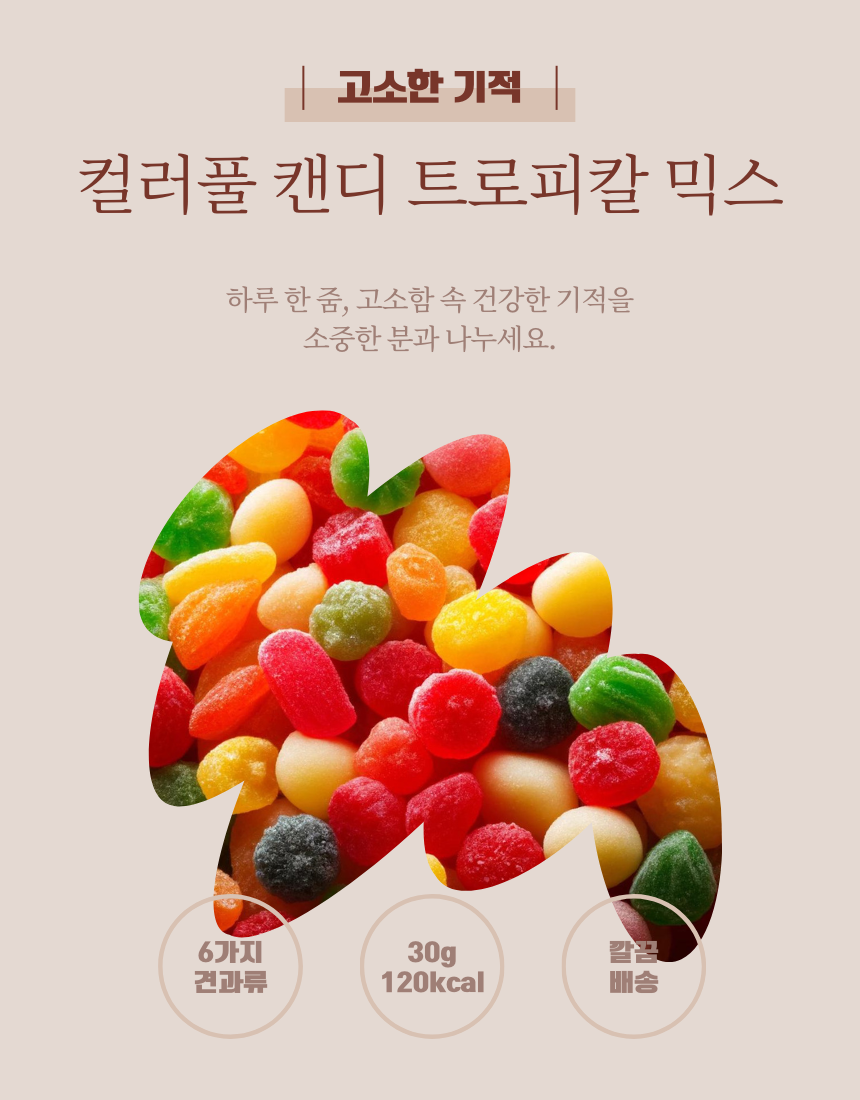 고소한 기적
컬러풀 캔디 트로피칼 믹스
하루 한 줌, 고소함 속 건강한 기적을
소중한 분과 나누세요.
6가지
견과류
30g
120kcal
깔끔
배송